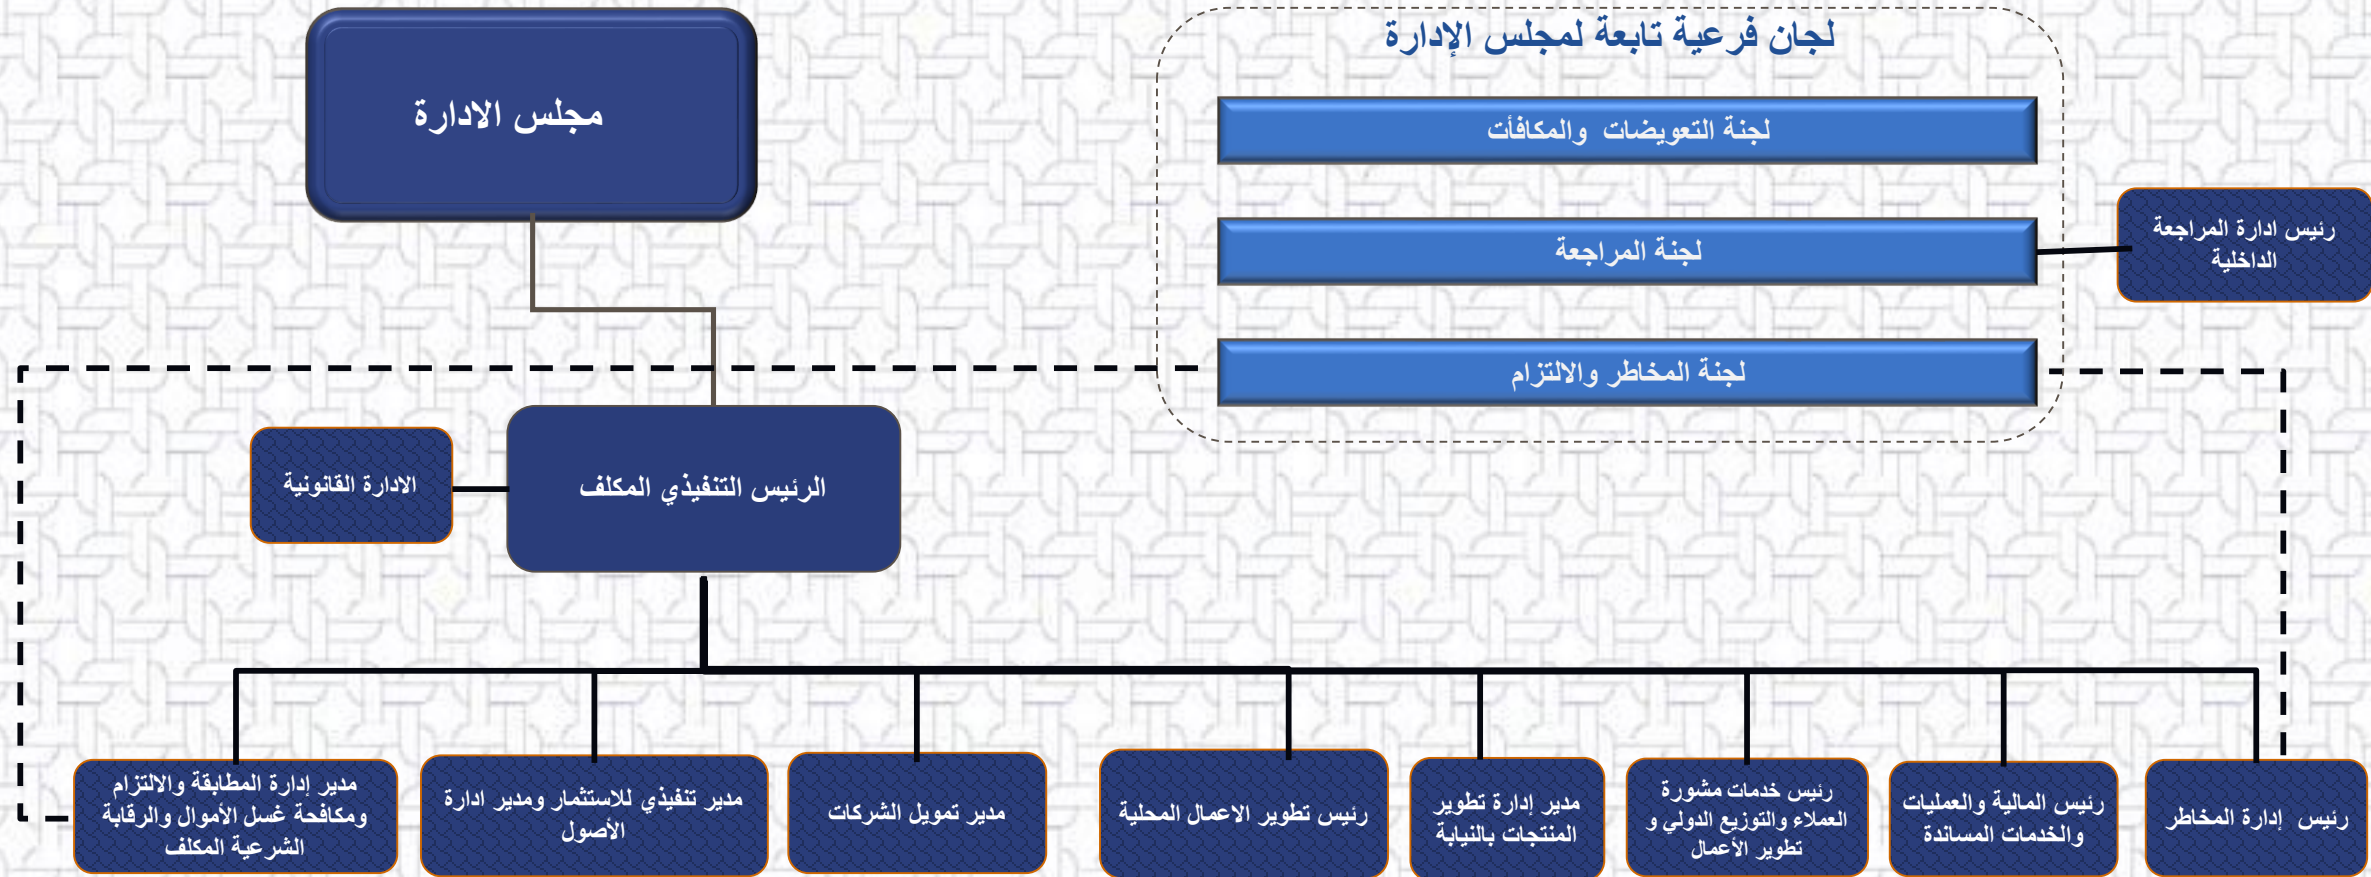 لجان فرعية تابعة لمجلس الإدارة
مجلس الادارة
لجنة التعويضات والمكافأت
لجنة المراجعة
رئيس ادارة المراجعة
الداخلية
لجنة المخاطر والالتزام
الرئيس التنفيذي المكلف
الادارة القانونية
رئيس إدارة المخاطر
رئيس المالية والعمليات
والخدمات المساندة
رئيس خدمات مشورة
العملاء والتوزيع الدولي و
تطوير الأعمال
مدير إدارة تطوير
المنتجات بالنيابة
رئيس تطوير الاعمال المحلية
مدير تمويل الشركات
مدير تنفيذي للاستثمار ومدير ادارة
الأصول
مدير إدارة المطابقة والالتزام
ومكافحة غسل الأموال والرقابة
الشرعية المكلف